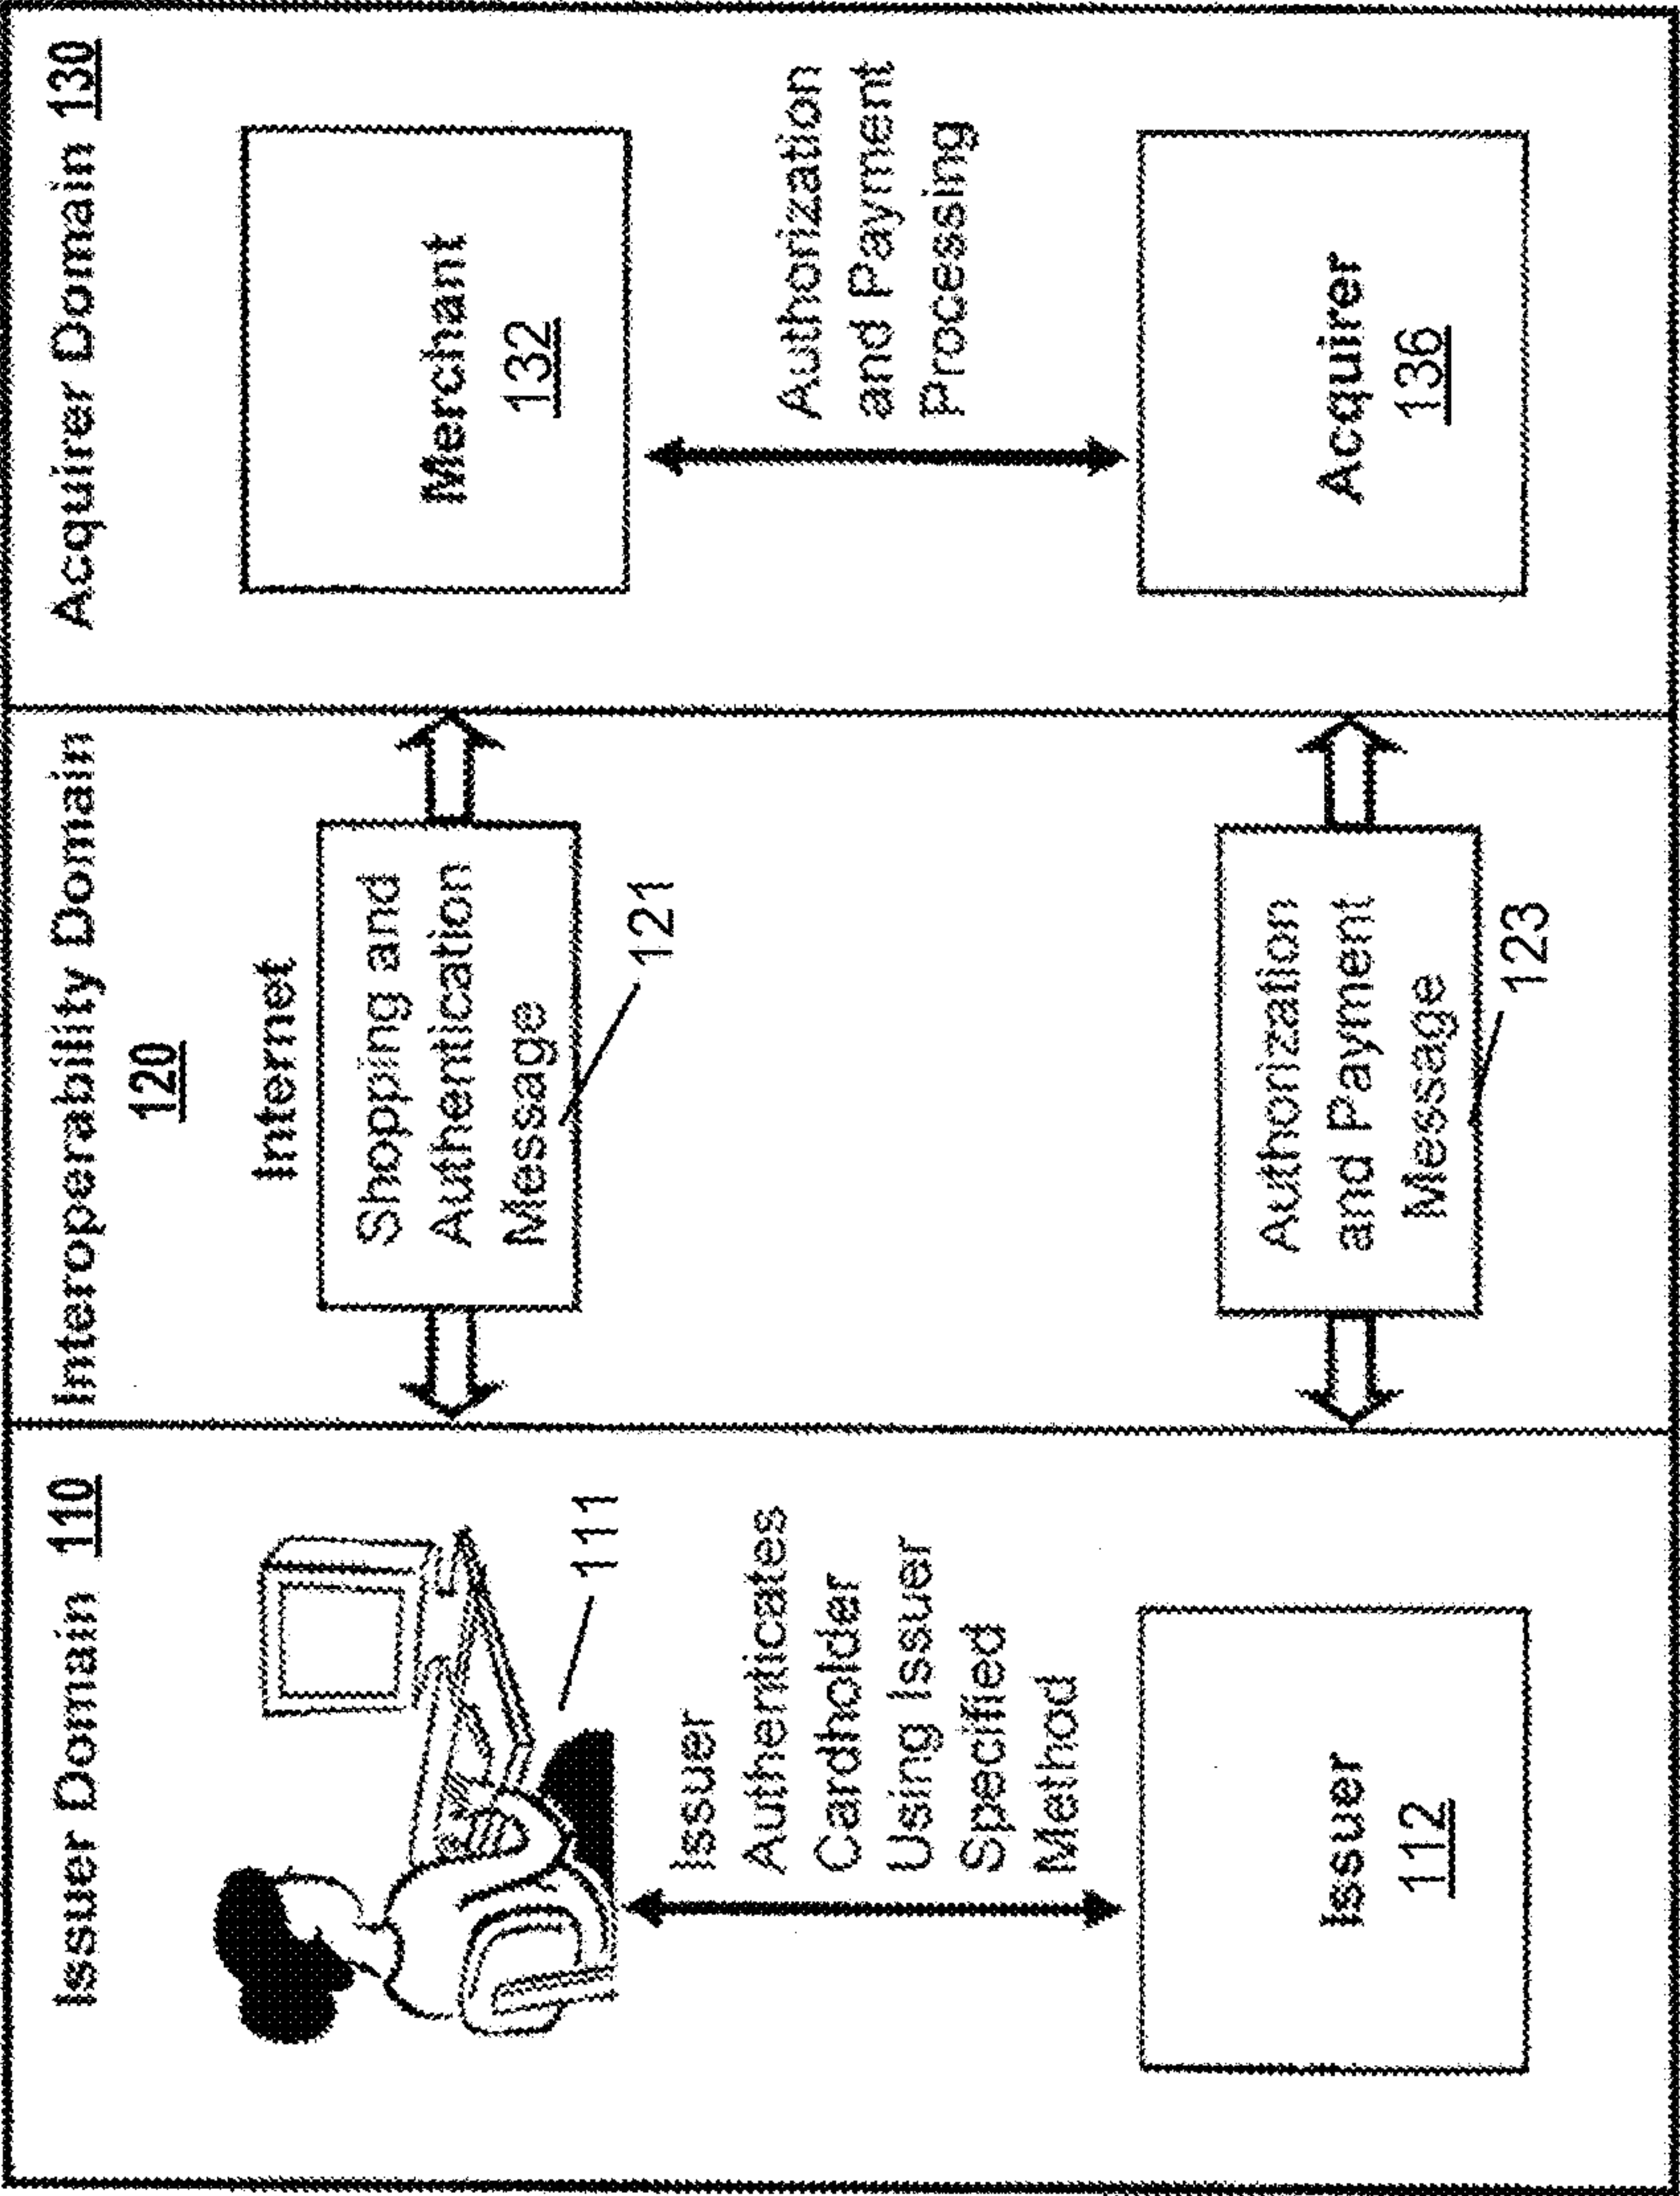 Issuer Domain 110
111
Issuer
Authenticates
Cardholder
Using Issuer
Specified
Method
Issuer
112
Interoperability Domain
120
Internet
Shopping and
Authentication
Message
121
Authorization
and Payment
Message
123
Acquirer Domain 130
Merchant
132
Authorization
and Payment
Processing
Acquirer
136